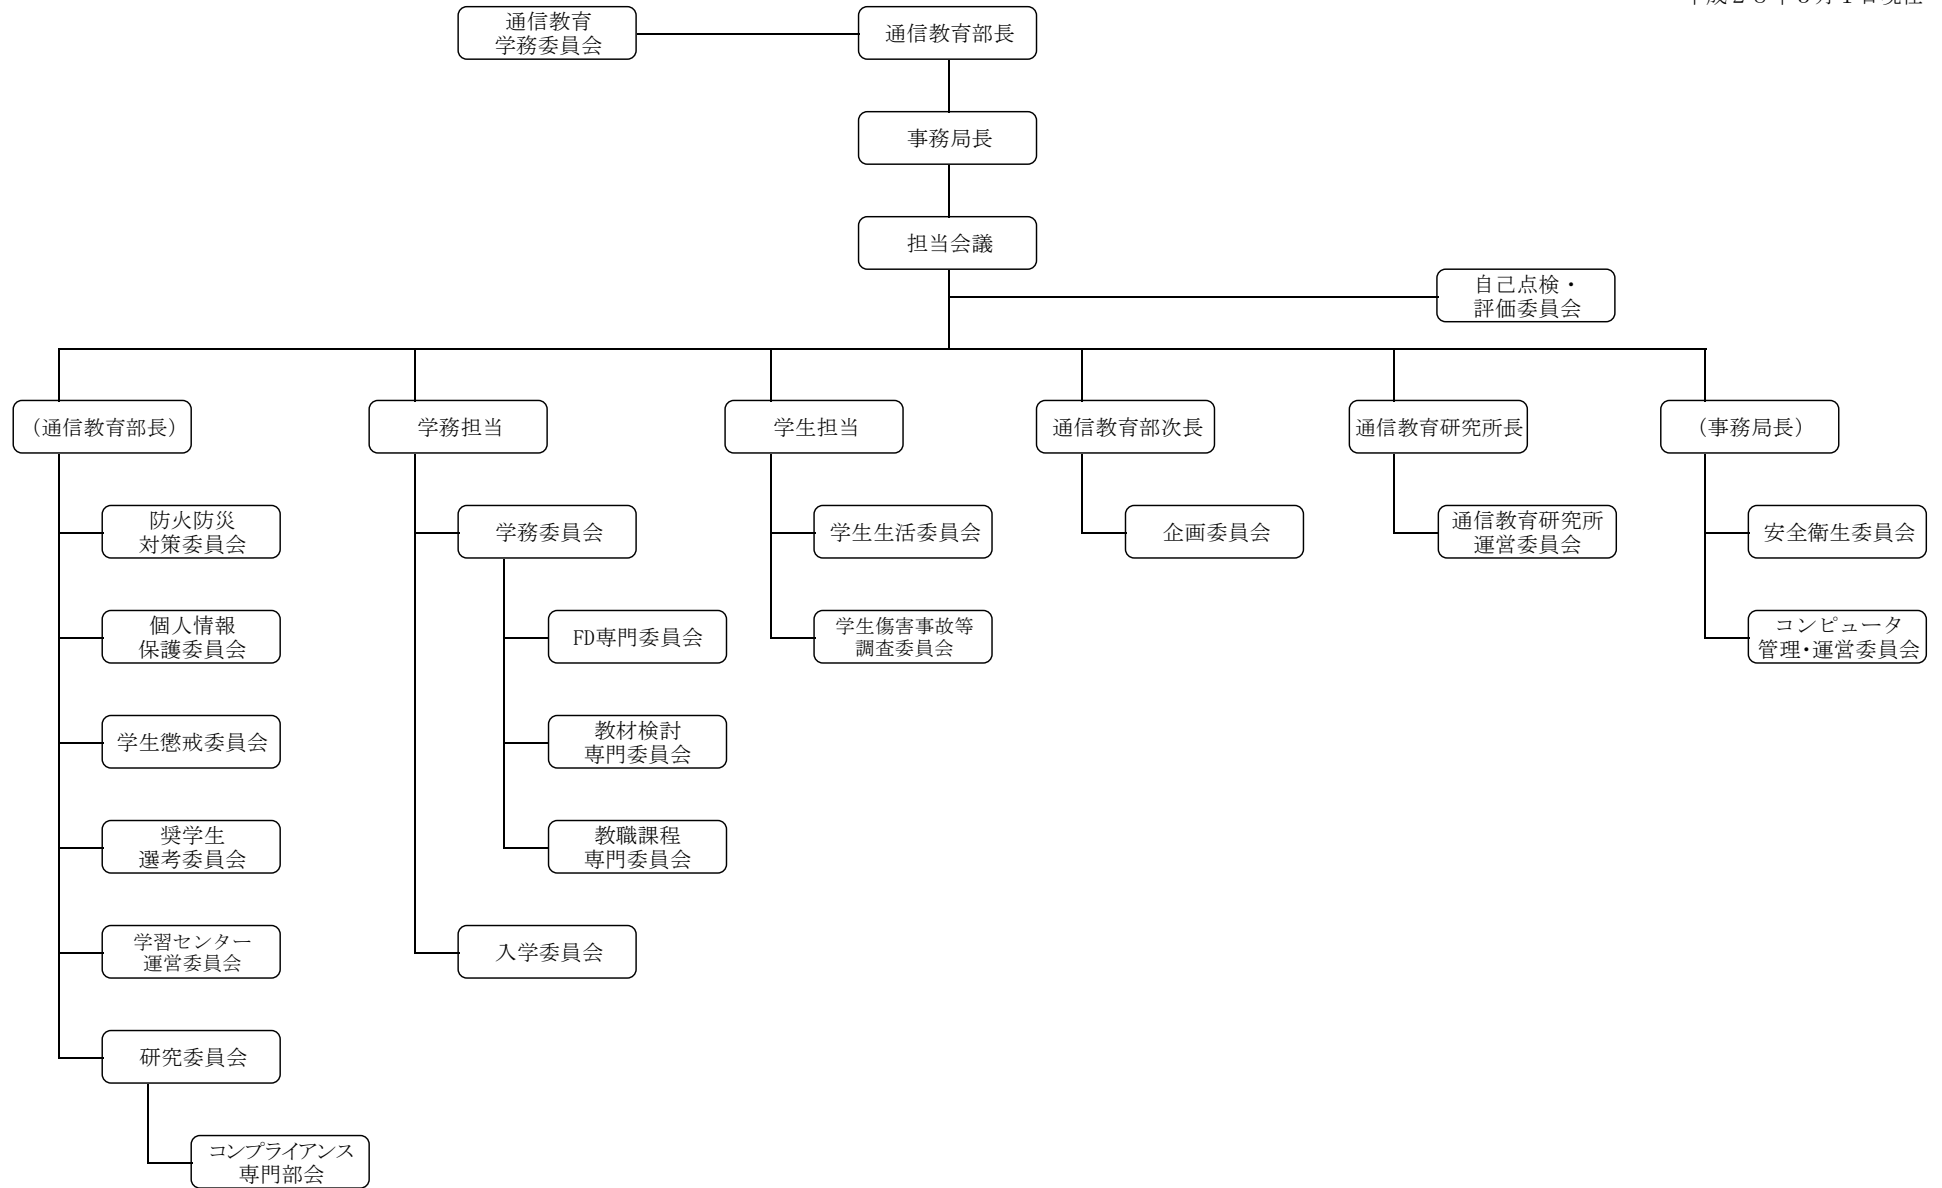 通信教育
学務委員会
通信教育部長
事務局長
担当会議
自己点検・
評価委員会
（通信教育部長）
学務担当
学生担当
通信教育部次長
通信教育研究所長
（事務局長）
防火防災
対策委員会
学務委員会
学生生活委員会
企画委員会
通信教育研究所
運営委員会
安全衛生委員会
個人情報
保護委員会
FD専門委員会
学生傷害事故等
調査委員会
コンピュータ
管理・運営委員会
学生懲戒委員会
教材検討
専門委員会
奨学生
選考委員会
教職課程
専門委員会
学習センター
運営委員会
入学委員会
研究委員会
コンプライアンス
専門部会